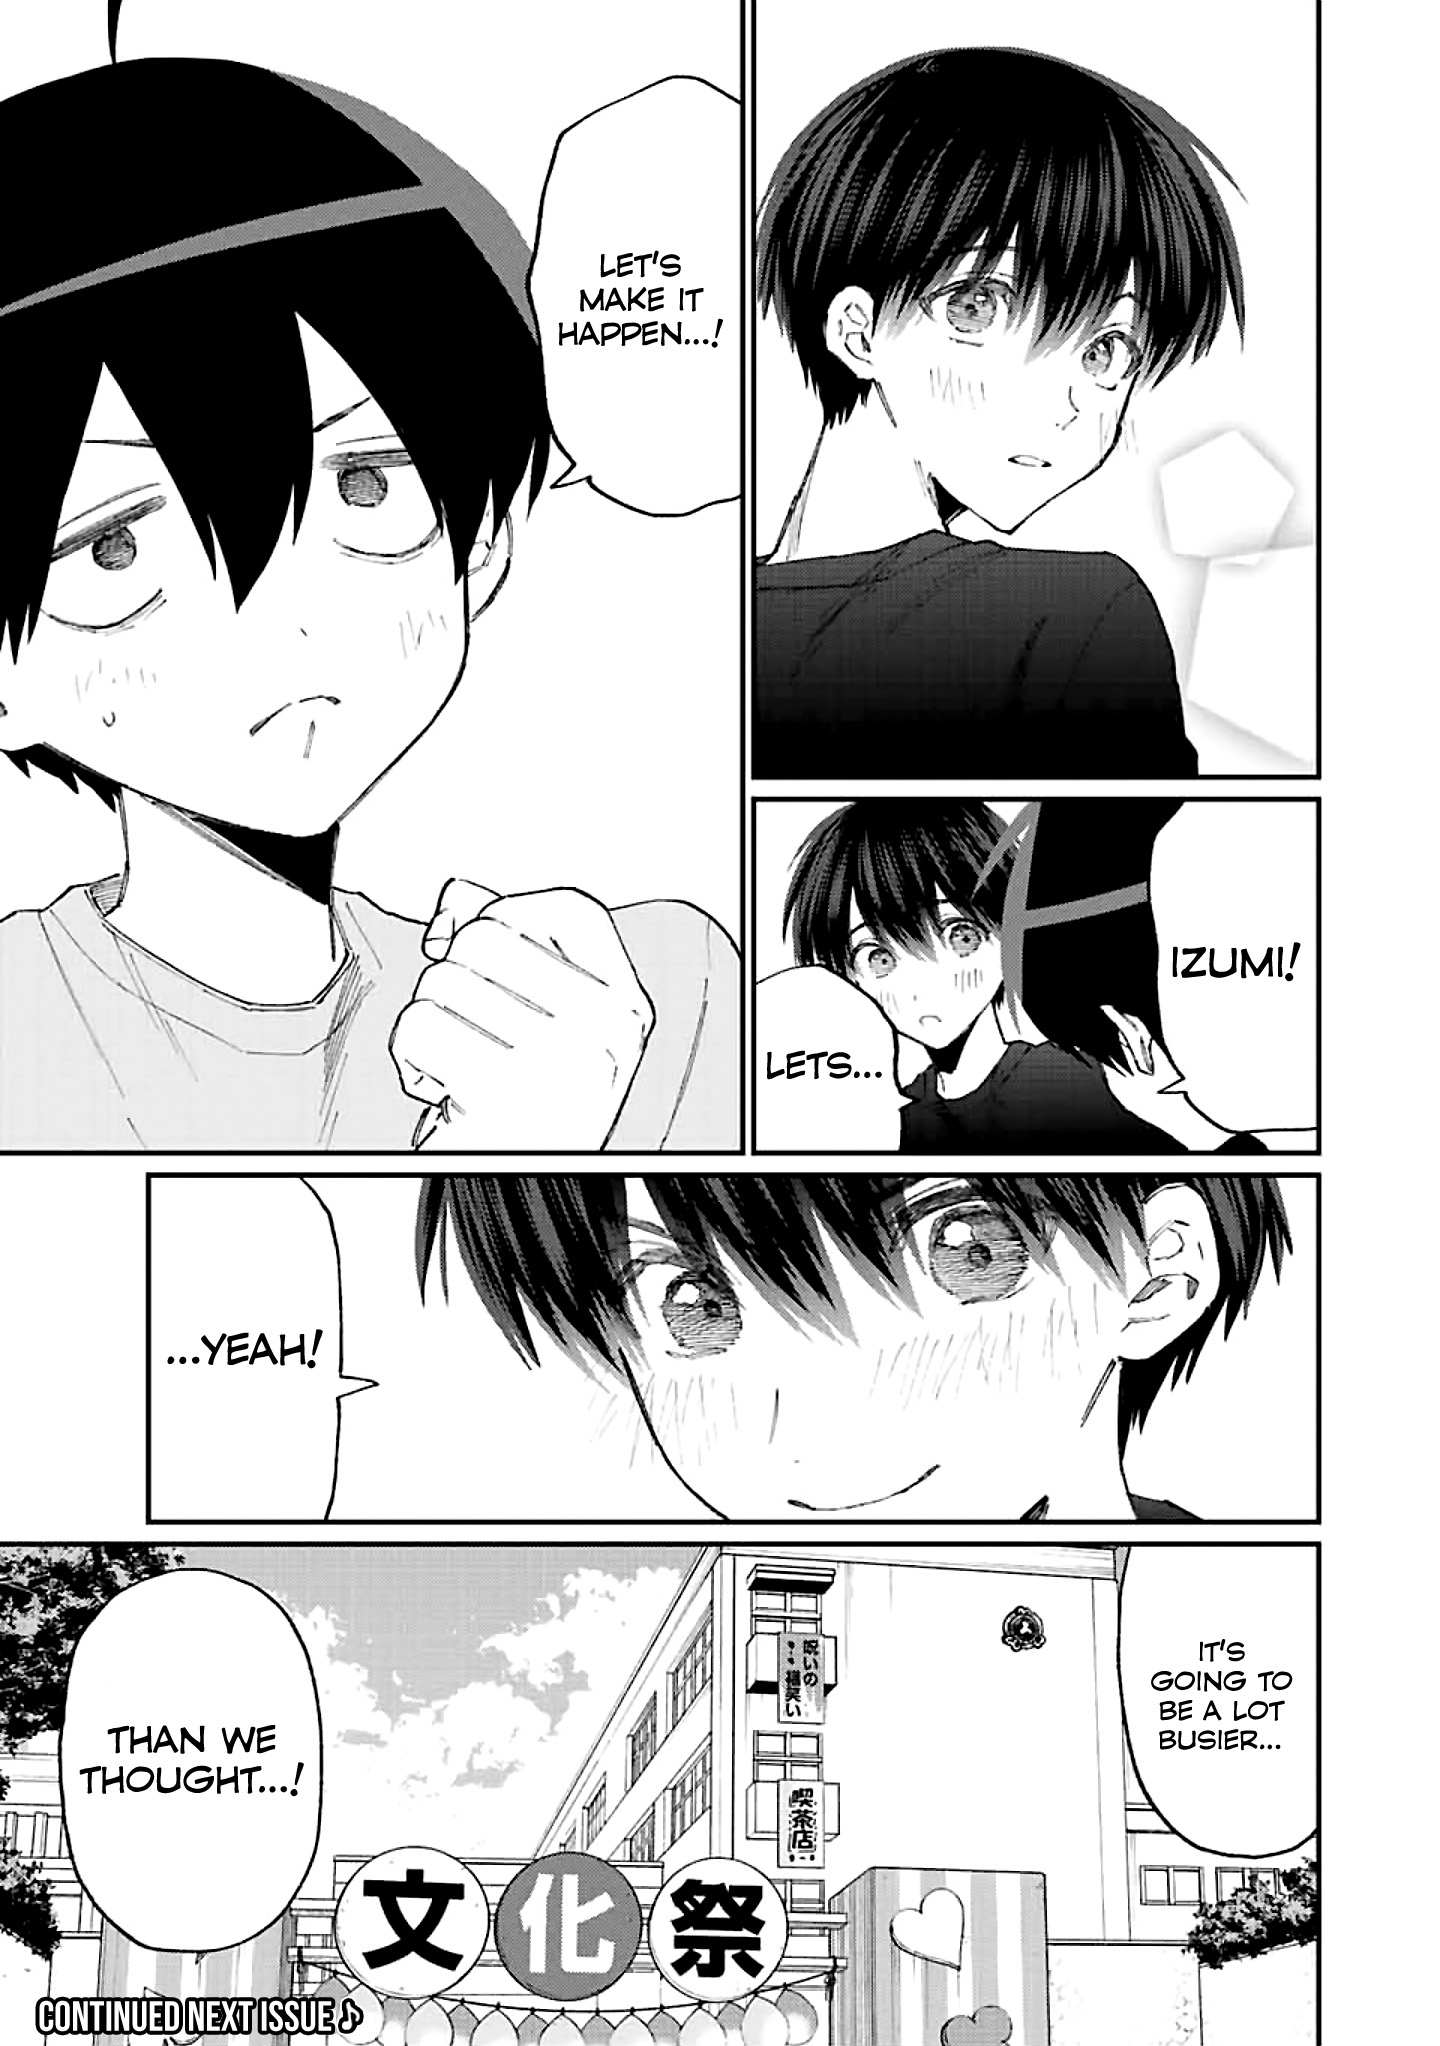 IZUMI!
LETS...
LET'S
MAKE IT
HAPPEN...!
...YEAH!
IT'S
GOING TO
BE A LOT
BUSIER...
呪いの
喫茶店
THAN WE
THOUGHT...!
文化祭
CONTINUED NEXT ISSUE ♪